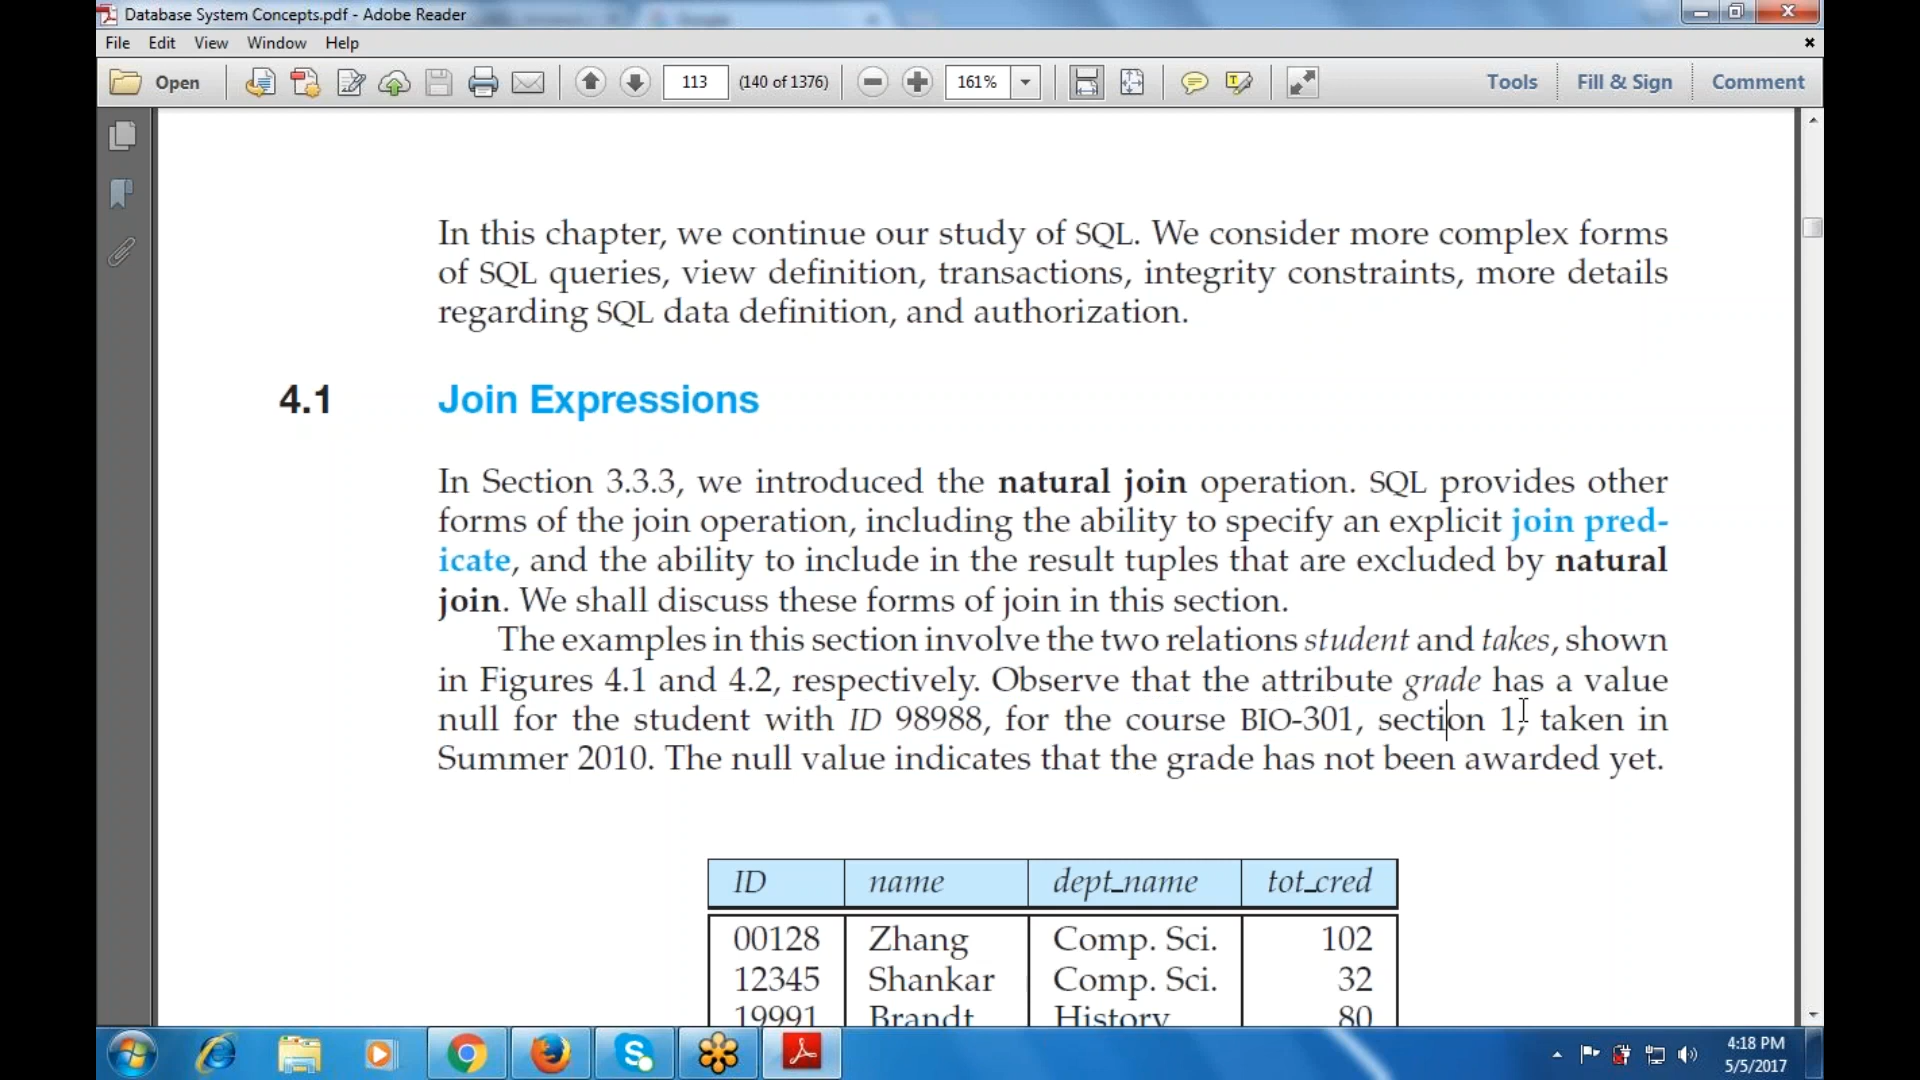 Database System Concepts.pdf - Adobe Reader
File Edit View Window Help
Open 113 (140 of 1376) 161% Tools Fill & Sign Comment
In this chapter, we continue our study of SQL. We consider more complex forms
of SQL queries, view definition, transactions, integrity constraints, more details
regarding SQL data definition, and authorization.
4.1 Join Expressions
In Section 3.3.3, we introduced the natural join operation. SQL provides other
forms of the join operation, including the ability to specify an explicit join pred-
icate, and the ability to include in the result tuples that are excluded by natural
join. We shall discuss these forms of join in this section.
The examples in this section involve the two relations student and takes, shown
in Figures 4.1 and 4.2, respectively. Observe that the attribute grade has a value
null for the student with ID 98988, for the course BIO-301, section 1, taken in
Summer 2010. The null value indicates that the grade has not been awarded yet.
ID name dept_name tot_cred
00128 Zhang Comp. Sci. 102
12345 Shankar Comp. Sci. 32
19991 Brandt History 80
4:18 PM
5/5/2017